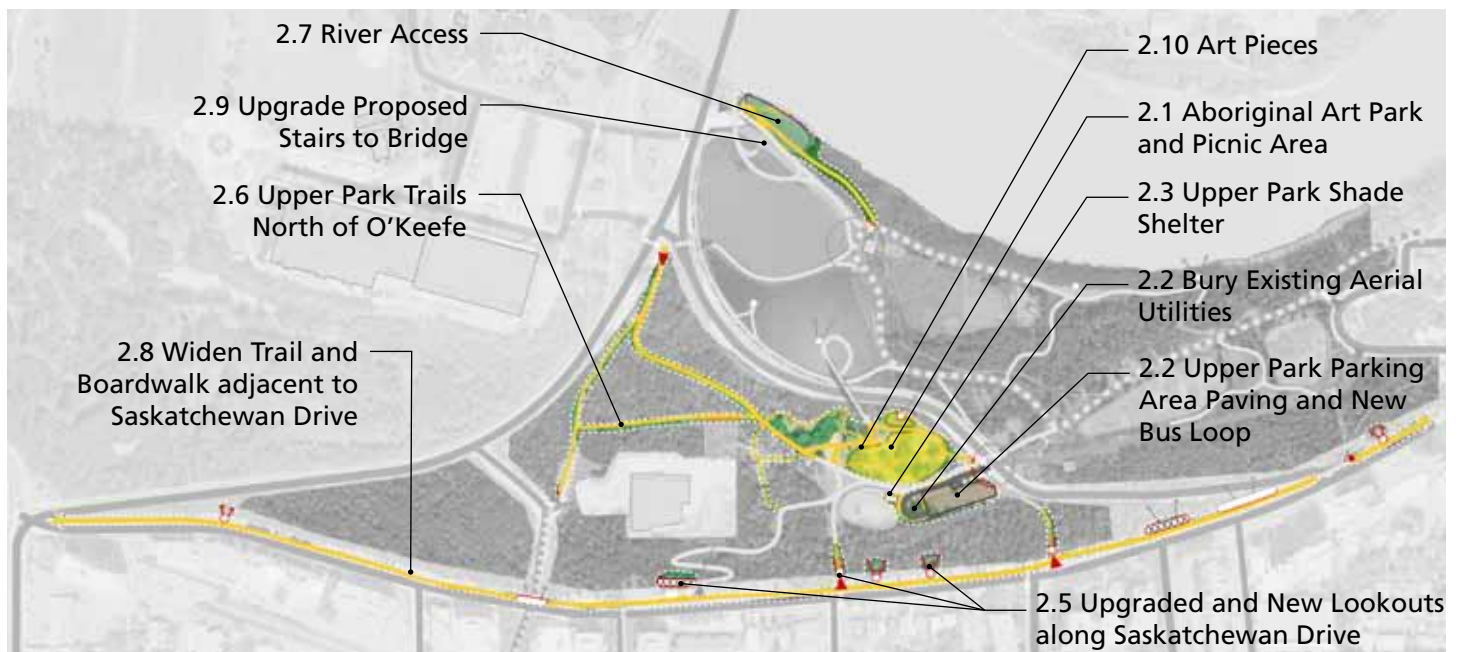 2.7 River Access
2.9 Upgrade Proposed
Stairs to Bridge
2.6 Upper Park Trails
North of O’Keefe
2.8 Widen Trail and
Boardwalk adjacent to
Saskatchewan Drive
2.10 Art Pieces
2.1 Aboriginal Art Park
and Picnic Area
2.3 Upper Park Shade
Shelter
2.2 Bury Existing Aerial
Utilities
2.2 Upper Park Parking
Area Paving and New
Bus Loop
2.5 Upgraded and New Lookouts
along Saskatchewan Drive